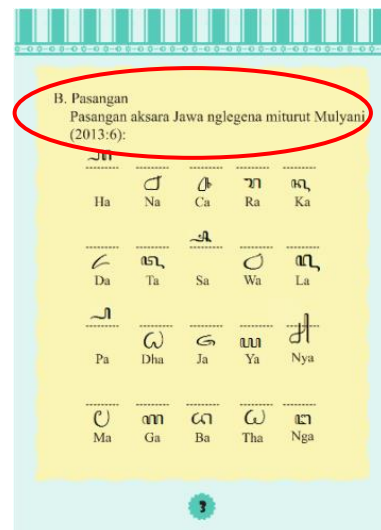 B. Pasangan
Pasangan aksara Jawa nglegena miturut Mulyani
(2013:6):
꧀ꦲ ꧀ꦤ ꧀ꦕ ꧀ꦫ ꧀ꦏ
Ha Na Ca Ra Ka
꧀ꦢ ꧀ꦠ ꧀ꦱ ꧀ꦮ ꧀ꦭ
Da Ta Sa Wa La
꧀ꦥ ꧀ꦝ ꧀ꦗ ꧀ꦪ ꧀ꦚ
Pa Dha Ja Ya Nya
꧀ꦩ ꧀ꦒ ꧀ꦧ ꧀ꦛ ꧀ꦔ
Ma Ga Ba Tha Nga
3